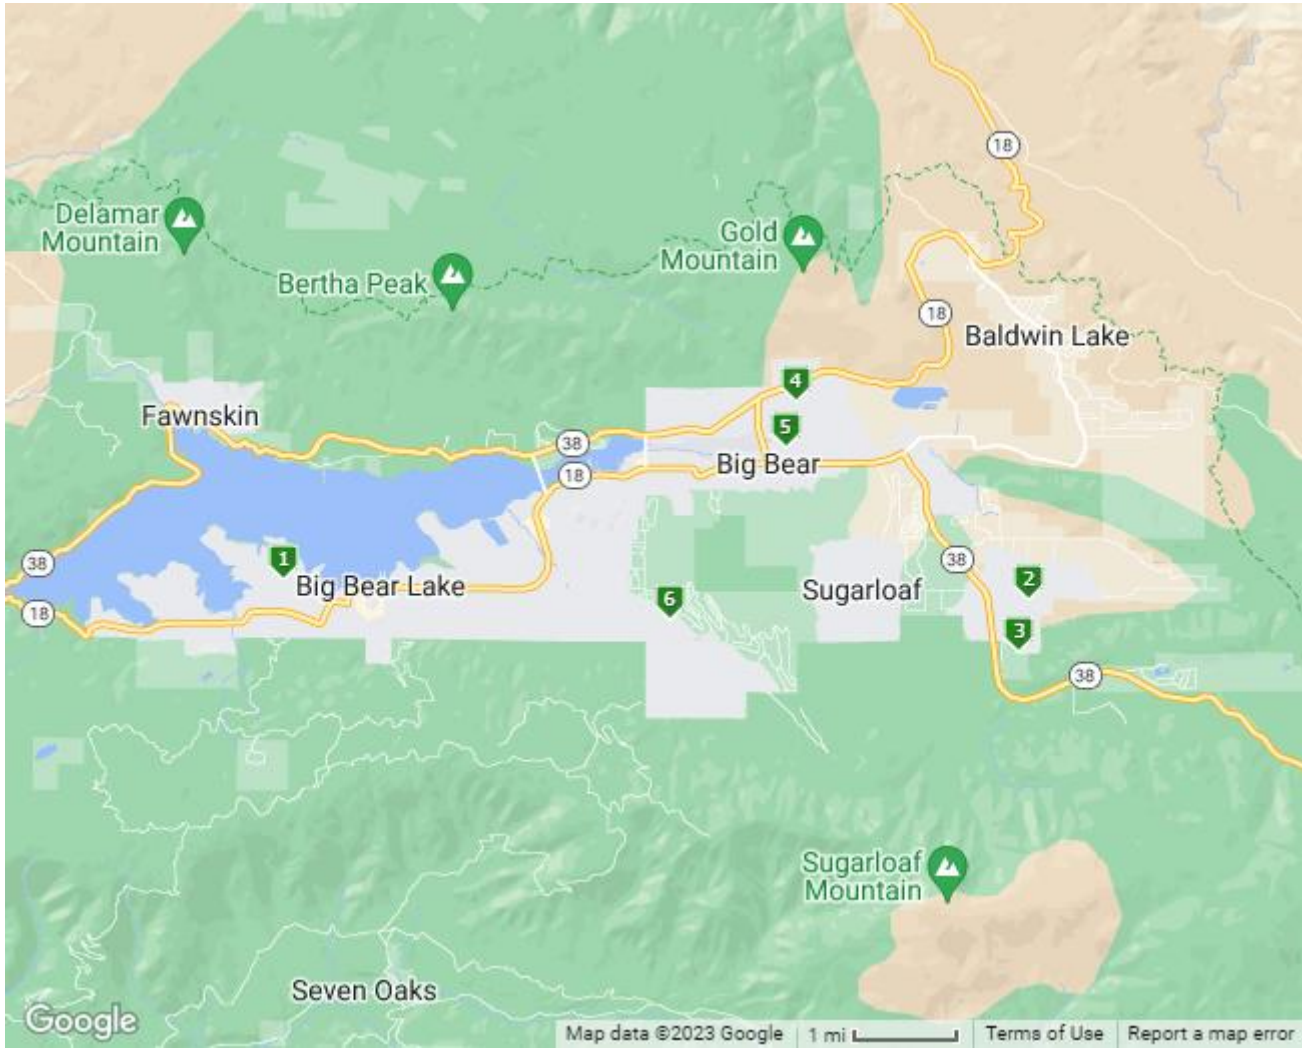 18
Delamar
Mountain
Gold
Mountain
Bertha Peak
18
Baldwin Lake
4
Fawnskin
5
38
Big Bear
18
38
1
38
Big Bear Lake
2
Sugarloaf
6
18
3
38
Sugarloaf
Mountain
Seven Oaks
Google
Map data ©2023 Google
1 mi
Terms of Use
Report a map error